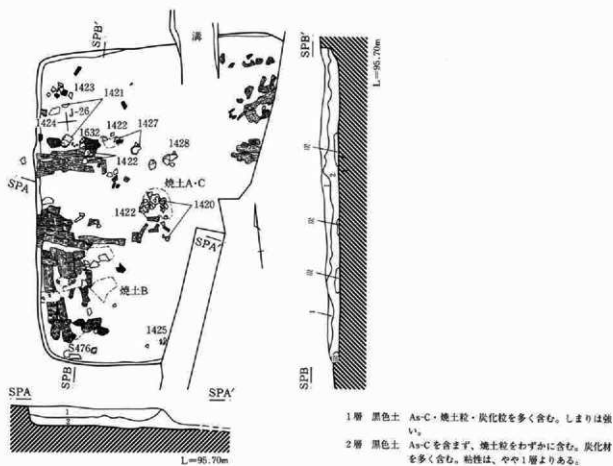 SPB′
溝
SPB′
L=95.70m
1423
1421
J-26
1424
1632
1422
1427
1428
1422
SPA
焼土A・C
1422
1420
SPA′
焼土B
1425
S476
SPB
SPB
SPA
SPA′
1
2
L=95.70m
1
2
1
1層 黒色土 As-C・焼土粒・炭化粒を多く含む。しまりは強
い。
2層 黒色土 As-Cを含まず、焼土粒をわずかに含む。炭化材
を多く含む。粘性は、やや1層よりある。